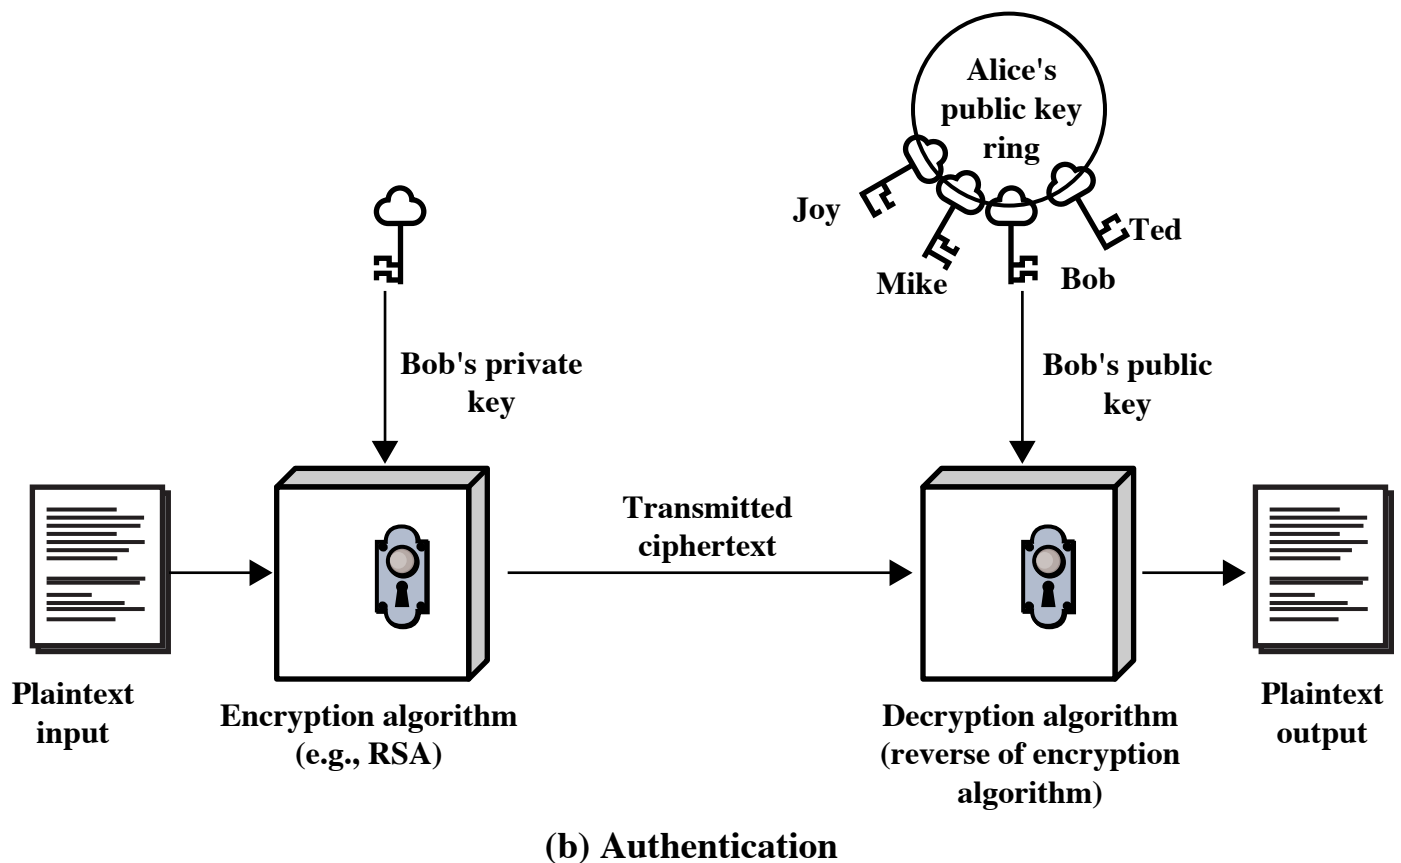 Alice's
public key
ring
Joy
Ted
Mike
Bob
Bob's private
key
Bob's public
key
Transmitted
ciphertext
Plaintext
input
Encryption algorithm
(e.g., RSA)
Decryption algorithm
(reverse of encryption
algorithm)
Plaintext
output
(b) Authentication